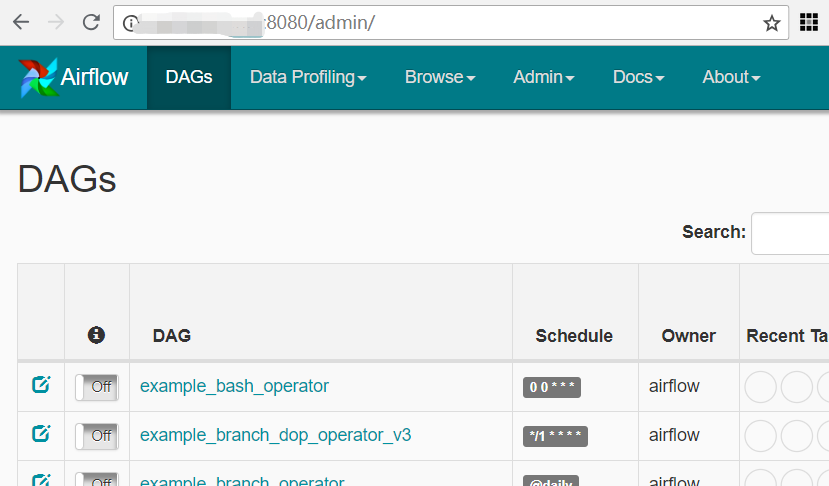 :8080/admin/
Airflow DAGs Data Profiling Browse Admin Docs About
DAGs
Search:
DAG Schedule Owner Recent Ta
Off example_bash_operator 0 0 * * * airflow
Off example_branch_dop_operator_v3 */1 * * * * airflow
Off example_branch_operator @daily airflow